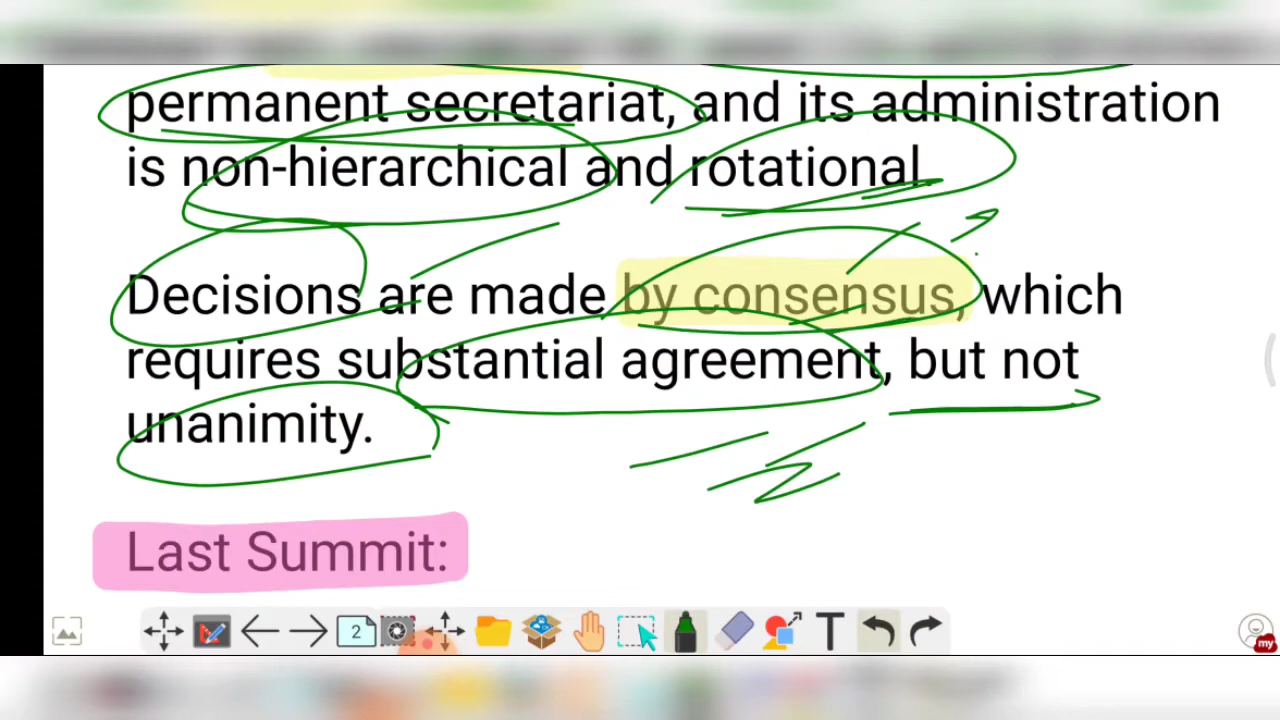 permanent secretariat, and its administration
is non-hierarchical and rotational.
Decisions are made by consensus, which
requires substantial agreement, but not
unanimity.
Last Summit:
2
T
my